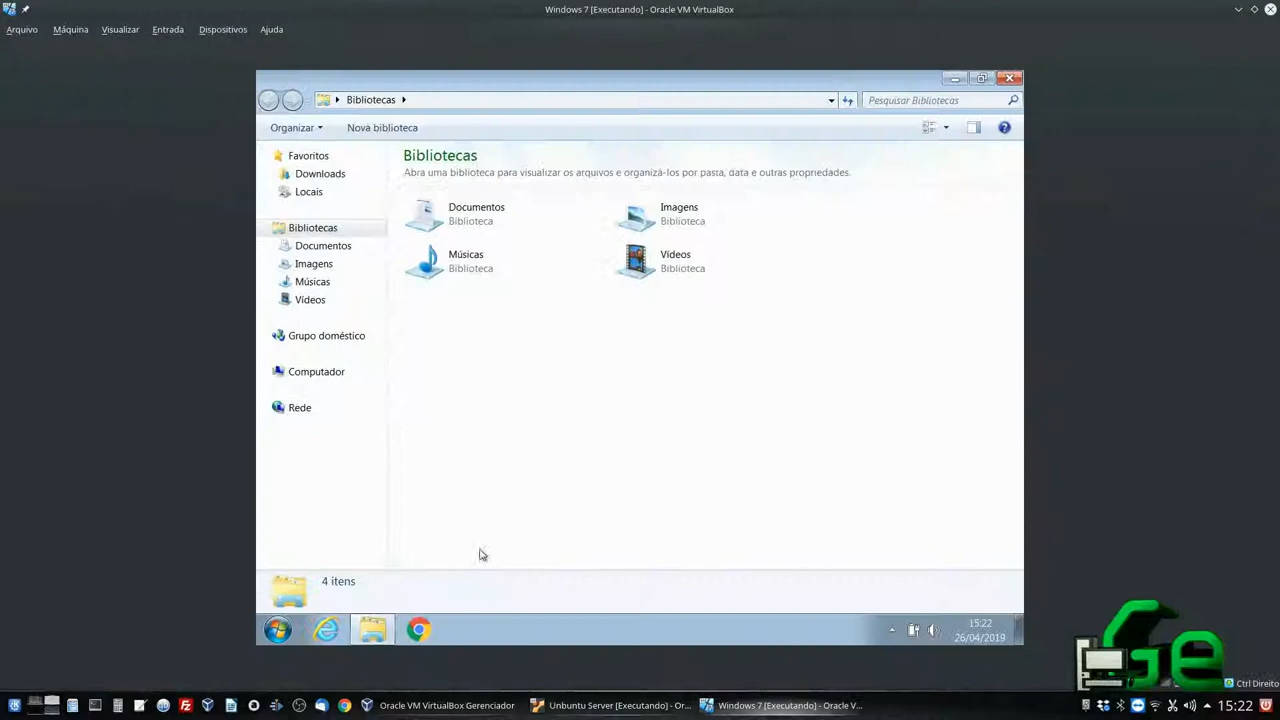 Windows 7 [Executando] - Oracle VM VirtualBox
Arquivo Máquina Visualizar Entrada Dispositivos Ajuda
Bibliotecas
Pesquisar Bibliotecas
Organizar Nova biblioteca
Favoritos
Downloads
Locais
Bibliotecas
Documentos
Imagens
Músicas
Vídeos
Grupo doméstico
Computador
Rede
Bibliotecas
Abra uma biblioteca para visualizar os arquivos e organizá-los por pasta, data e outras propriedades.
Documentos
Biblioteca
Imagens
Biblioteca
Músicas
Biblioteca
Vídeos
Biblioteca
4 itens
15:22
26/04/2019
Ge
Ctrl Direito
Oracle VM VirtualBox Gerenciador
Unbuntu Server [Executando] - Or...
Windows 7 [Executando] - Oracle V...
15:22